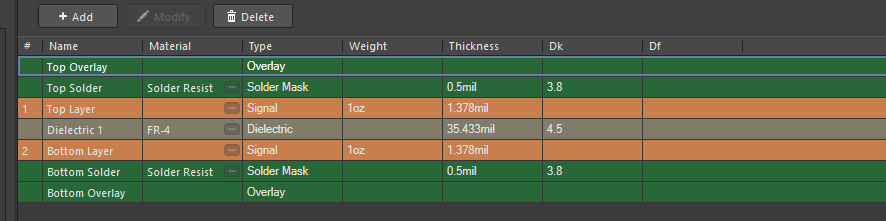 + Add Modify Delete
# Name Material Type Weight Thickness Dk Df
Top Overlay Overlay
Top Solder Solder Resist ... Solder Mask 0.5mil 3.8
1 Top Layer ... Signal 1oz 1.378mil
Dielectric 1 FR-4 ... Dielectric 35.433mil 4.5
2 Bottom Layer ... Signal 1oz 1.378mil
Bottom Solder Solder Resist ... Solder Mask 0.5mil 3.8
Bottom Overlay Overlay